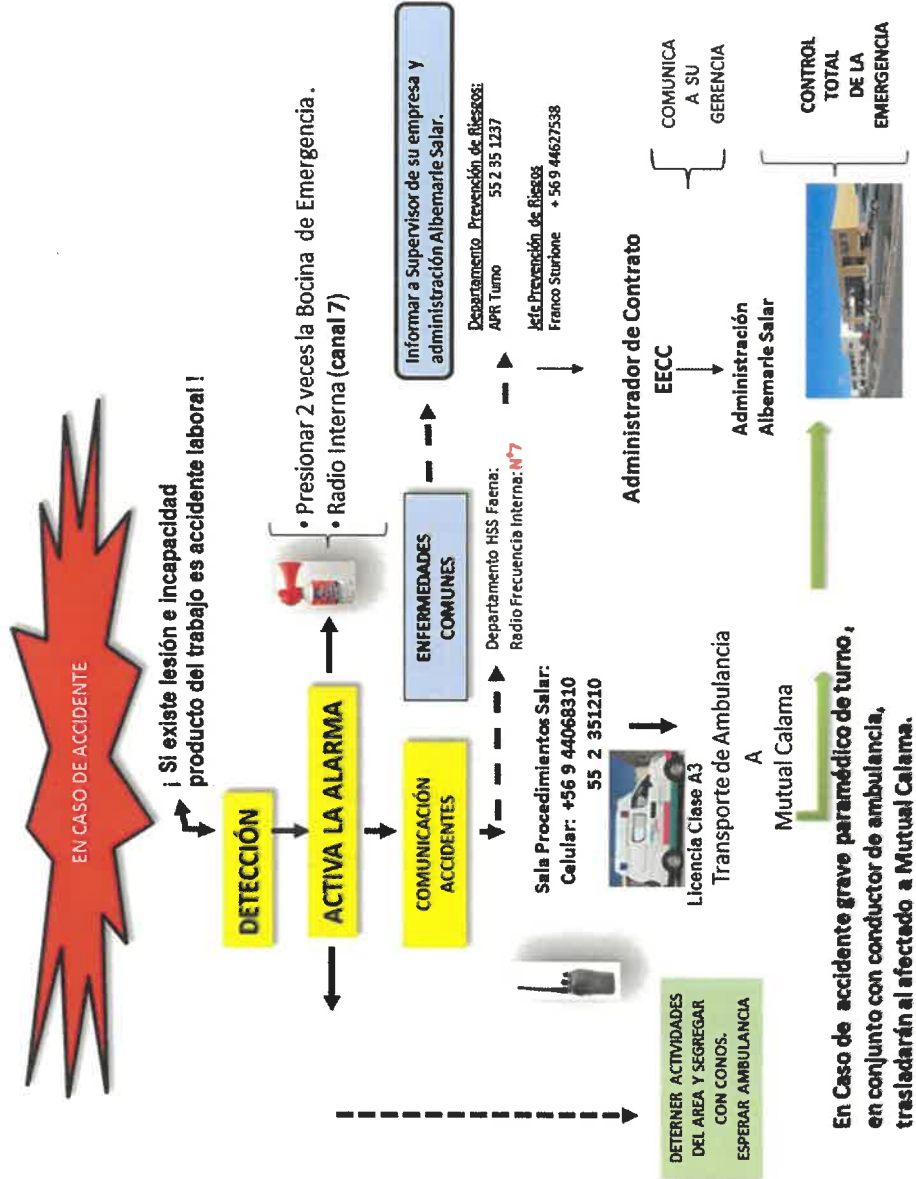 EN CASO DE ACCIDENTE
¡ Si existe lesión e incapacidad
producto del trabajo es accidente laboral !
DETECCIÓN
ACTIVA LA ALARMA
• Presionar 2 veces la Bocina de Emergencia.
• Radio Interna (canal 7)
COMUNICACIÓN
ACCIDENTES
ENFERMEDADES
COMUNES
Informar a Supervisor de su empresa y
administración Albemarle Salar.
Departamento HSS Faena:
Radio Frecuencia Interna: N°7
Departamento Prevención de Riesgos:
APR Turno 55 2 35 1237
Jefe Prevención de Riegos
Franco Sturione + 56 9 44627538
Sala Procedimientos Salar:
Celular: +56 9 44068310
55 2 351210
Licencia Clase A3
Transporte de Ambulancia
A
Mutual Calama
Administrador de Contrato
EECC
Administración
Albemarle Salar
COMUNICA
A SU
GERENCIA
CONTROL
TOTAL
DE LA
EMERGENCIA
DETERNER ACTIVIDADES
DEL AREA Y SEGREGAR
CON CONOS.
ESPERAR AMBULANCIA
En Caso de accidente grave paramédico de turno,
en conjunto con conductor de ambulancia,
trasladarán al afectado a Mutual Calama.